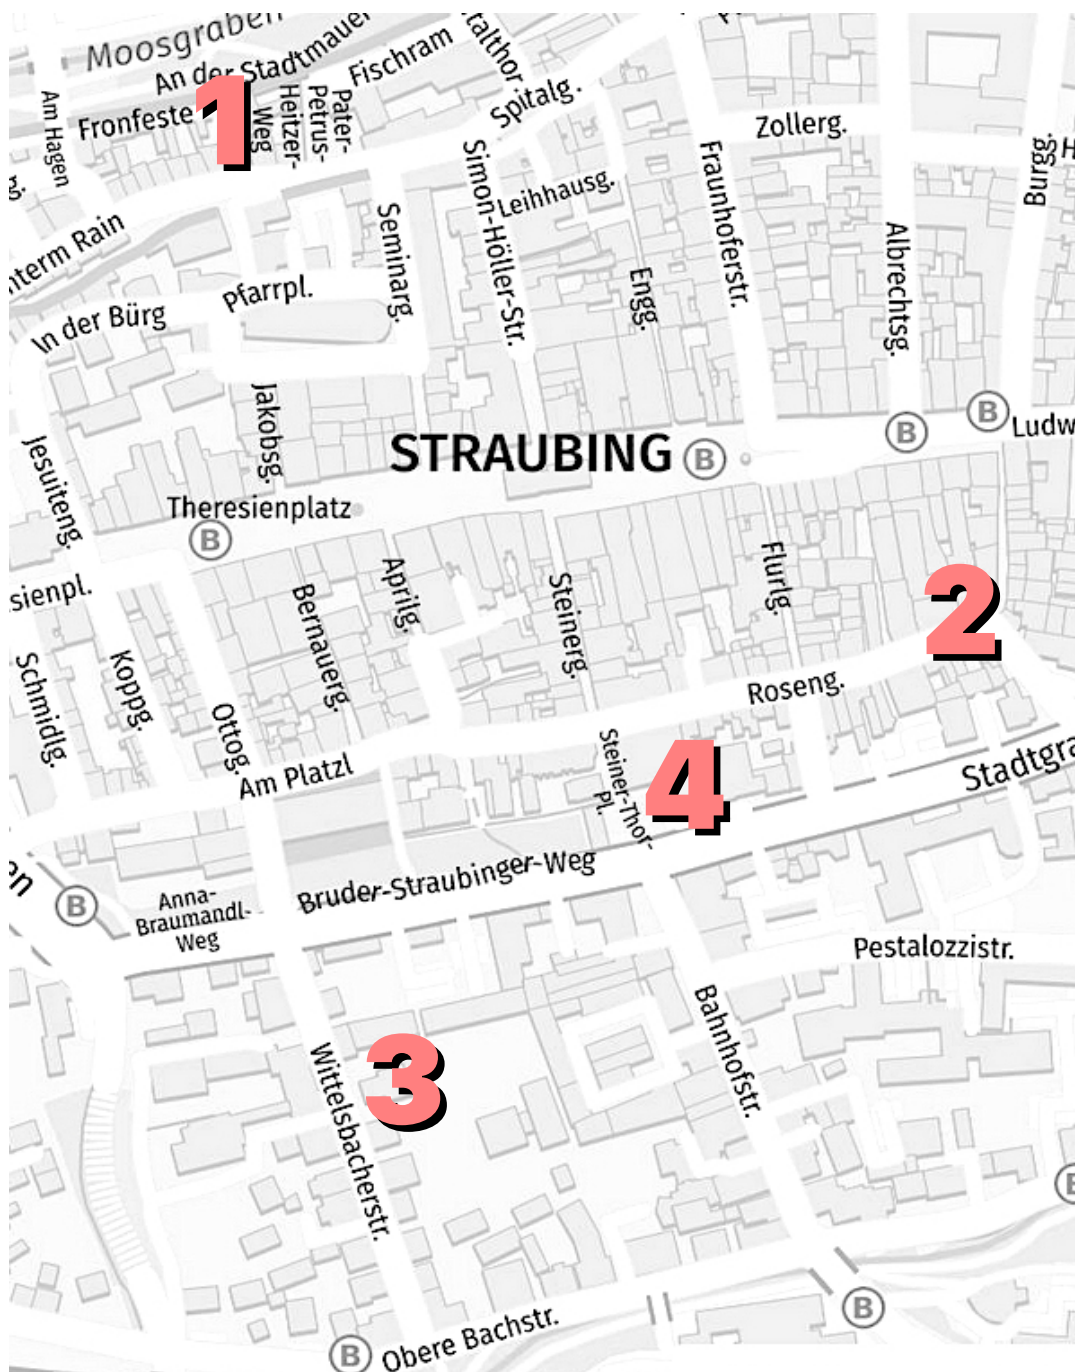 Moosgraben
An der Stadtmauer
Fischram
Spitalg.
Fronfeste
1
Weg
Heitzer-
Petrus-
Pater-
Am Hagen
Zollerg.
Burgg.
Simon-Höller-Str.
Leihhausg.
Fraunhoferstr.
Seminarg.
Albrechtsg.
Engg.
Pfarrpl.
In der Bürg
Jakobsg.
Jesuiteng.
STRAUBING
B
B
B
Ludw
Theresienplatz
B
sienpl.
Aprilg.
Bernauerg.
Steinerg.
Flurlg.
2
Schmidlg.
Koppg.
Ottog.
Roseng.
Am Platzl
Steiner-Thor-
Pl.
4
Stadtgra
Bruder-Straubinger-Weg
Anna-
Braumandl-
Weg
B
en
Pestalozzistr.
Bahnhofstr.
3
Wittelsbacherstr.
B
B
Obere Bachstr.
B